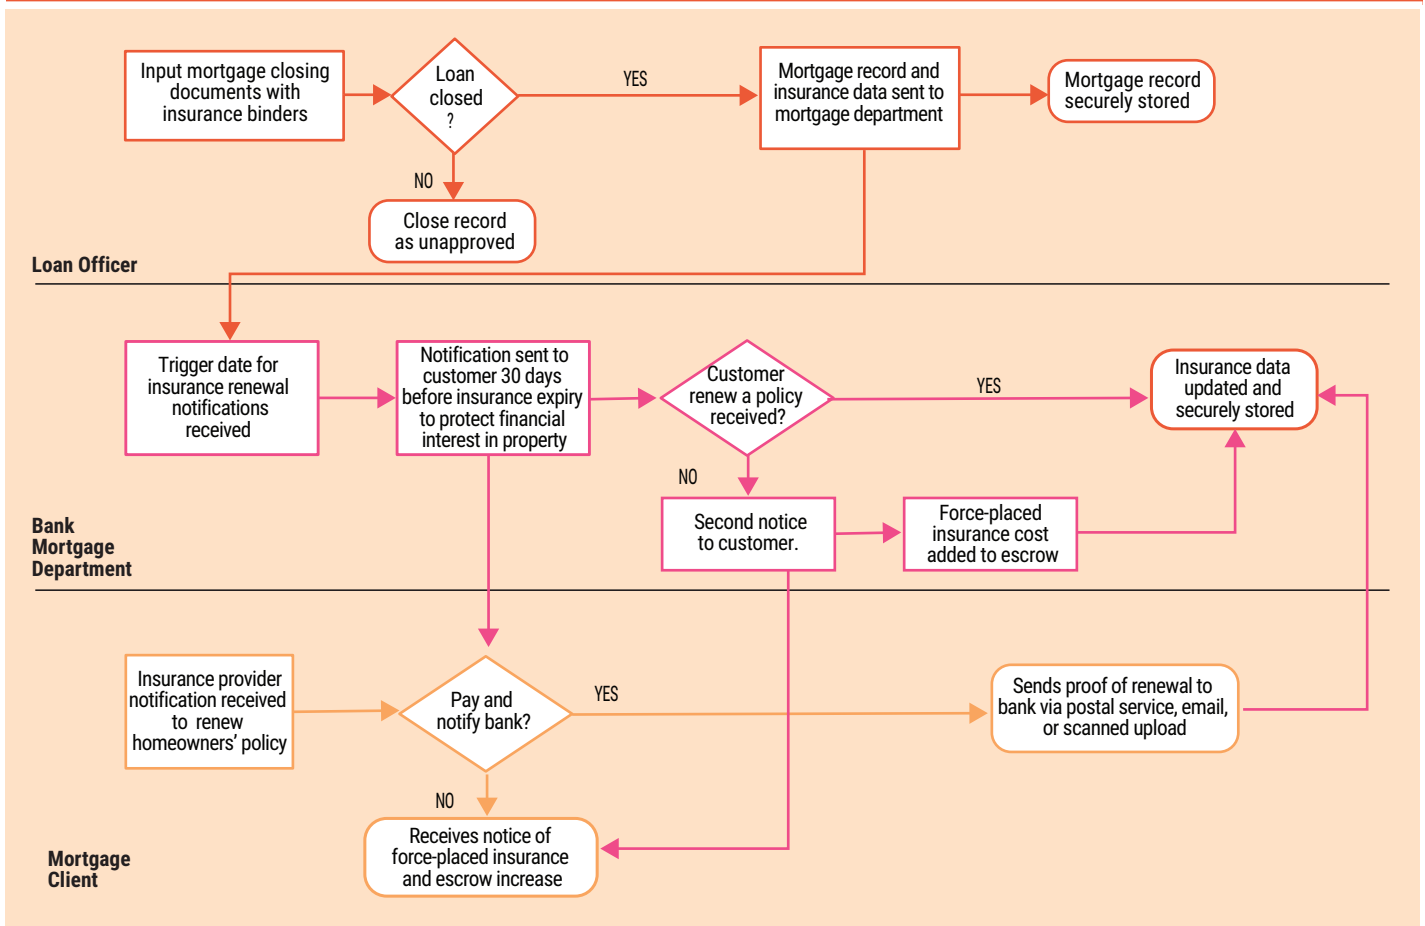 Input mortgage closing
documents with
insurance binders
Loan
closed
?
YES
Mortgage record and
insurance data sent to
mortgage department
Mortgage record
securely stored
NO
Close record
as unapproved
Loan Officer
Trigger date for
insurance renewal
notifications
received
Notification sent to
customer 30 days
before insurance expiry
to protect financial
interest in property
Customer
renew a policy
received?
YES
Insurance data
updated and
securely stored
NO
Second notice
to customer.
Force-placed
insurance cost
added to escrow
Bank
Mortgage
Department
Insurance provider
notification received
to renew
homeowners' policy
Pay and
notify bank?
YES
Sends proof of renewal to
bank via postal service, email,
or scanned upload
NO
Receives notice of
force-placed insurance
and escrow increase
Mortgage
Client